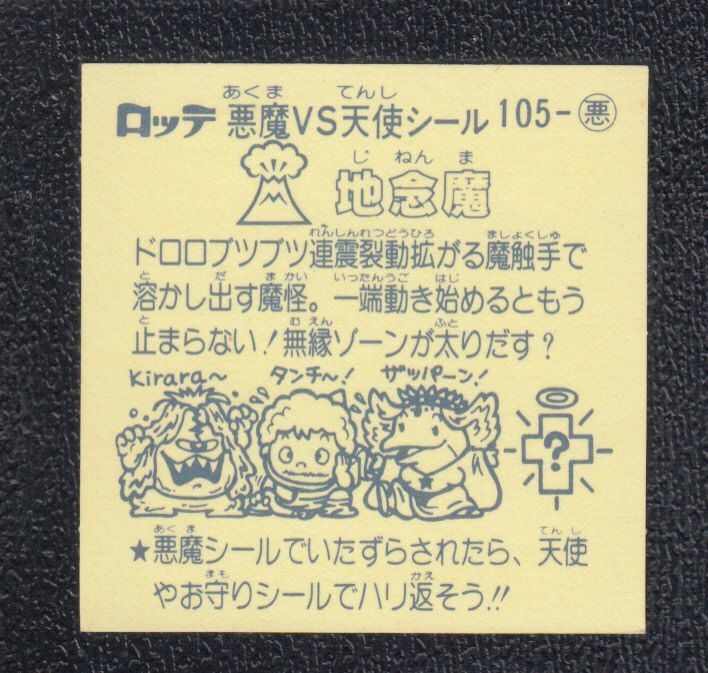 あくま てんし
ロッテ 悪魔VS天使シール 105-悪
じ ねん ま
地念魔
れんしんれつどうひろ ましょくしゅ
ドロロブツブツ連震裂動拡がる魔触手で
と だ まかい いったんうご はじ
溶かし出す魔怪。一端動き始めるともう
と むえん ふと
止まらない！無縁ゾーンが太りだす？
Kirara〜 タンチ〜！ ザッパーン！
?
あくま てんし
★悪魔シールでいたずらされたら、天使
まも かえ
やお守りシールでハリ返そう!!